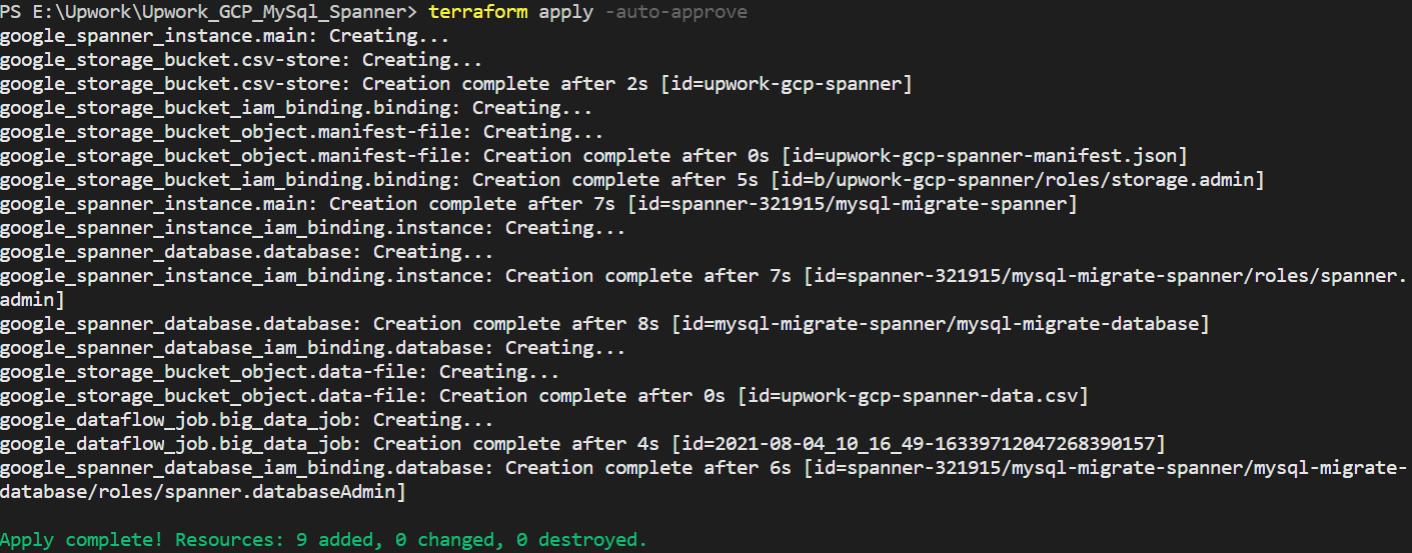 PS E:\Upwork\Upwork_GCP_MySql_Spanner> terraform apply -auto-approve
google_spanner_instance.main: Creating...
google_storage_bucket.csv-store: Creating...
google_storage_bucket.csv-store: Creation complete after 2s [id=upwork-gcp-spanner]
google_storage_bucket_iam_binding.binding: Creating...
google_storage_bucket_object.manifest-file: Creating...
google_storage_bucket_object.manifest-file: Creation complete after 0s [id=upwork-gcp-spanner-manifest.json]
google_storage_bucket_iam_binding.binding: Creation complete after 5s [id=b/upwork-gcp-spanner/roles/storage.admin]
google_spanner_instance.main: Creation complete after 7s [id=spanner-321915/mysql-migrate-spanner]
google_spanner_instance_iam_binding.instance: Creating...
google_spanner_database.database: Creating...
google_spanner_instance_iam_binding.instance: Creation complete after 7s [id=spanner-321915/mysql-migrate-spanner/roles/spanner.
admin]
google_spanner_database.database: Creation complete after 8s [id=mysql-migrate-spanner/mysql-migrate-database]
google_spanner_database_iam_binding.database: Creating...
google_storage_bucket_object.data-file: Creating...
google_storage_bucket_object.data-file: Creation complete after 0s [id=upwork-gcp-spanner-data.csv]
google_dataflow_job.big_data_job: Creating...
google_dataflow_job.big_data_job: Creation complete after 4s [id=2021-08-04_10_16_49-16339712047268390157]
google_spanner_database_iam_binding.database: Creation complete after 6s [id=spanner-321915/mysql-migrate-spanner/mysql-migrate-
database/roles/spanner.databaseAdmin]
Apply complete! Resources: 9 added, 0 changed, 0 destroyed.